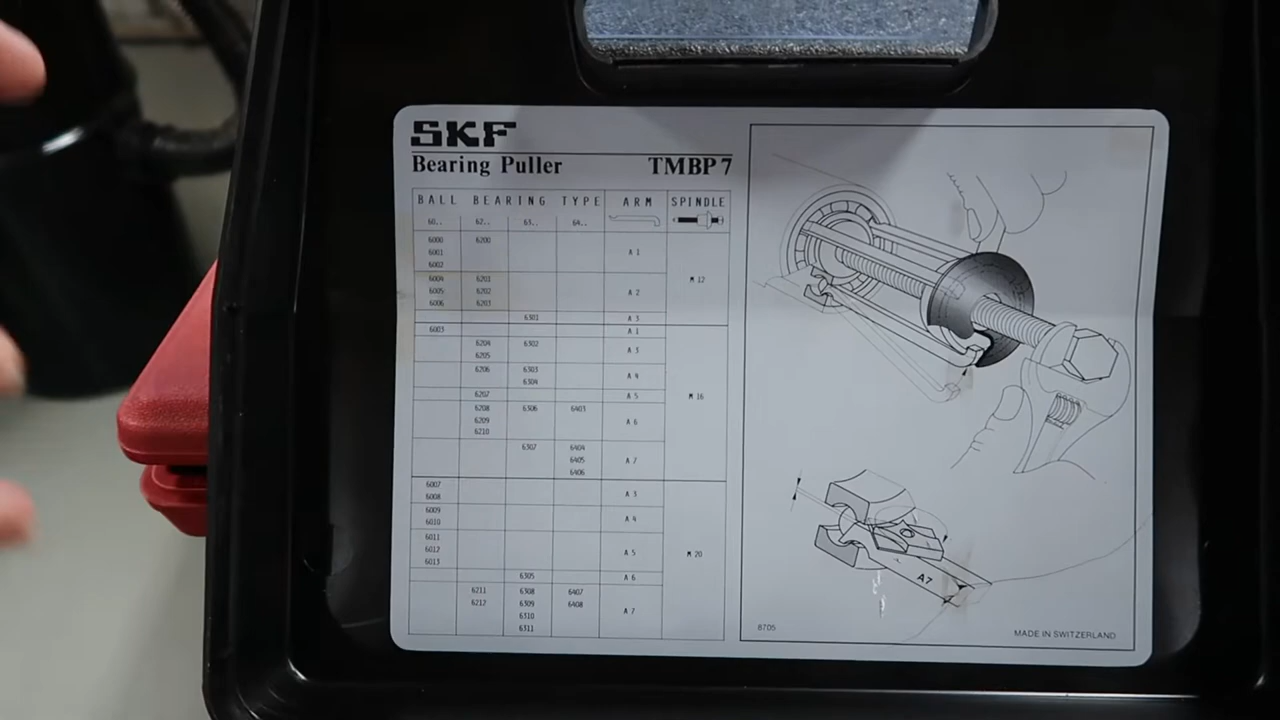 SKF
Bearing Puller TMBP 7
BALL BEARING TYPE ARM SPINDLE
60.. 62.. 63.. 64..
6000 6200
6001 A 1
6002
M 12
6004 6201
6005 6202 A 2
6006 6203
6301 A 3
6003 A 1
6204 6302
6205 A 3
6206 6303
6304 A 4
6207 A 5
M 16
6208 6306 6403
6209 A 6
6210
6307 6404
6405 A 7
6406
6007
6008 A 3
6009
6010 A 4
6011
6012 A 5
M 20
6013
6305 A 6
6211 6308 6407
6212 6309 6408
6310 A 7
6311
A7
8705
MADE IN SWITZERLAND